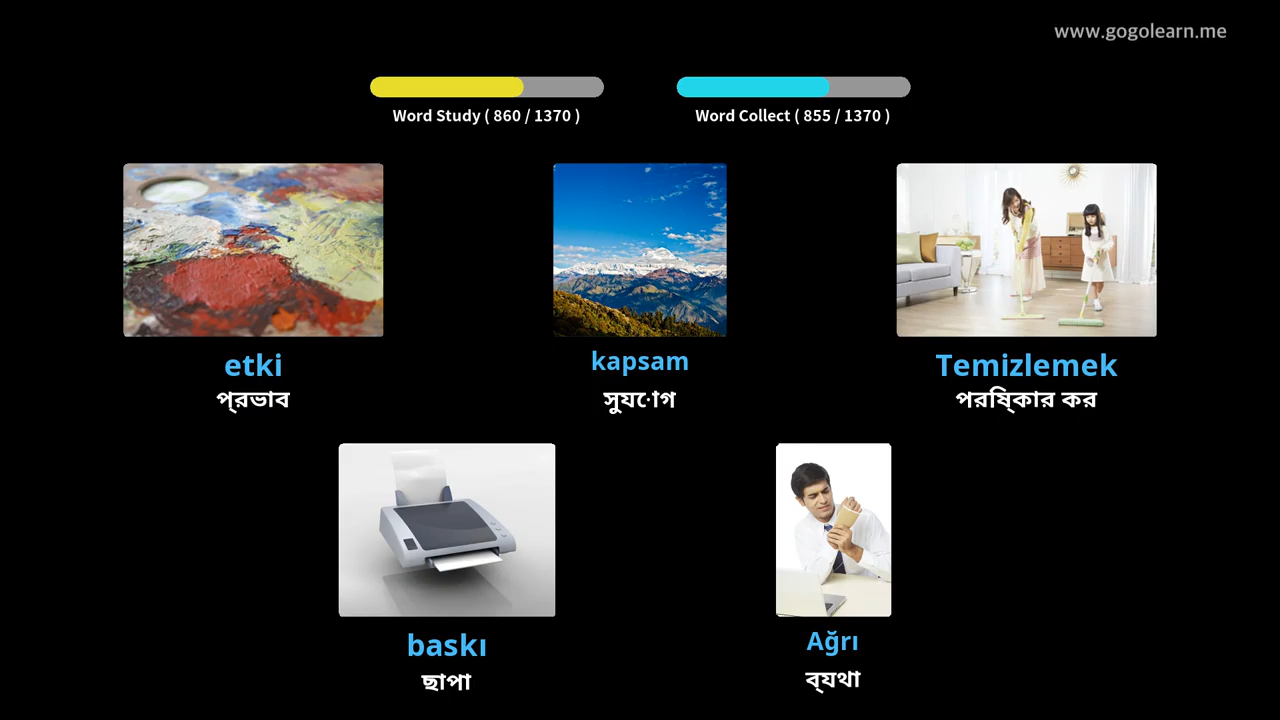 www.gogolearn.me
Word Study ( 860 / 1370 )
Word Collect ( 855 / 1370 )
etki
প্রভাব
kapsam
সুযোগ
Temizlemek
পরিষ্কার কর
baskı
ছাপা
Ağrı
ব্যথা